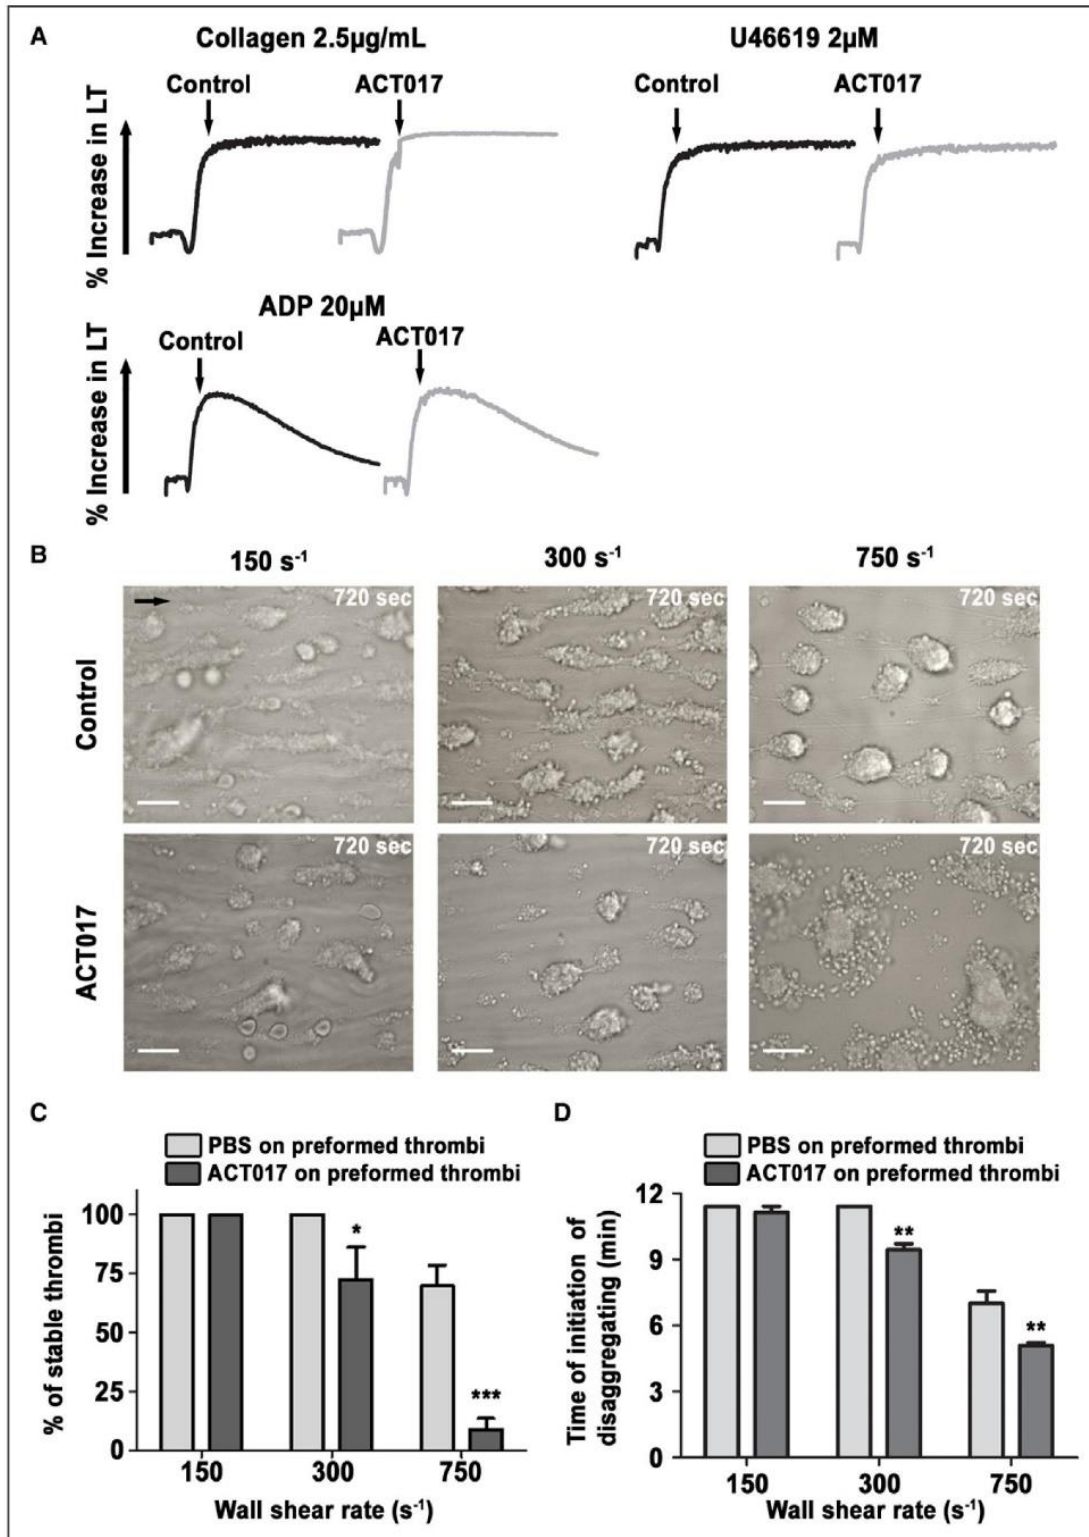 A
Collagen 2.5µg/mL
U46619 2µM
Control
ACT017
Control
ACT017
% Increase in LT
ADP 20µM
Control
ACT017
% Increase in LT
B
150 s-1
300 s-1
750 s-1
Control
720 sec
720 sec
720 sec
ACT017
720 sec
720 sec
720 sec
C
PBS on preformed thrombi
ACT017 on preformed thrombi
% of stable thrombi
100
75
50
25
0
*
***
150
300
750
Wall shear rate (s-1)
D
PBS on preformed thrombi
ACT017 on preformed thrombi
Time of initiation of
disaggregating (min)
12
9
6
3
0
**
**
150
300
750
Wall shear rate (s-1)